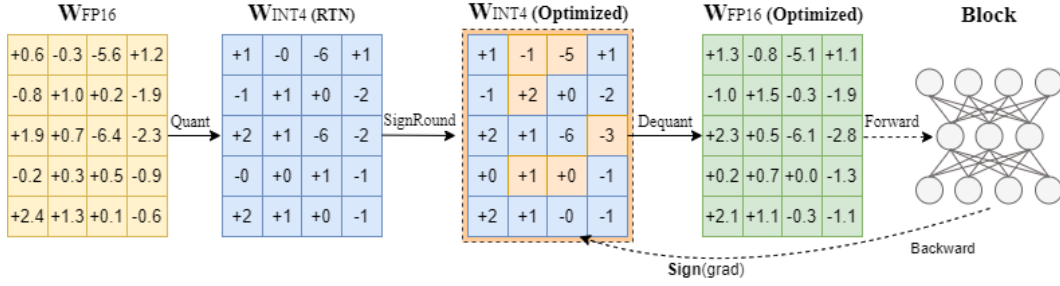 WFP16 WINT4 (RTN) WINT4 (Optimized) WFP16 (Optimized) Block
+0.6 -0.3 -5.6 +1.2 +1 -0 -6 +1 +1 -1 -5 +1 +1.3 -0.8 -5.1 +1.1
-0.8 +1.0 +0.2 -1.9 -1 +1 +0 -2 -1 +2 +0 -2 -1.0 +1.5 -0.3 -1.9
Quant SignRound Dequant Forward
+1.9 +0.7 -6.4 -2.3 +2 +1 -6 -2 +2 +1 -6 -3 +2.3 +0.5 -6.1 -2.8
-0.2 +0.3 +0.5 -0.9 -0 +0 +1 -1 +0 +1 +0 -1 +0.2 +0.7 +0.0 -1.3
+2.4 +1.3 +0.1 -0.6 +2 +1 +0 -1 +2 +1 -0 -1 +2.1 +1.1 -0.3 -1.1
Backward
Sign(grad)